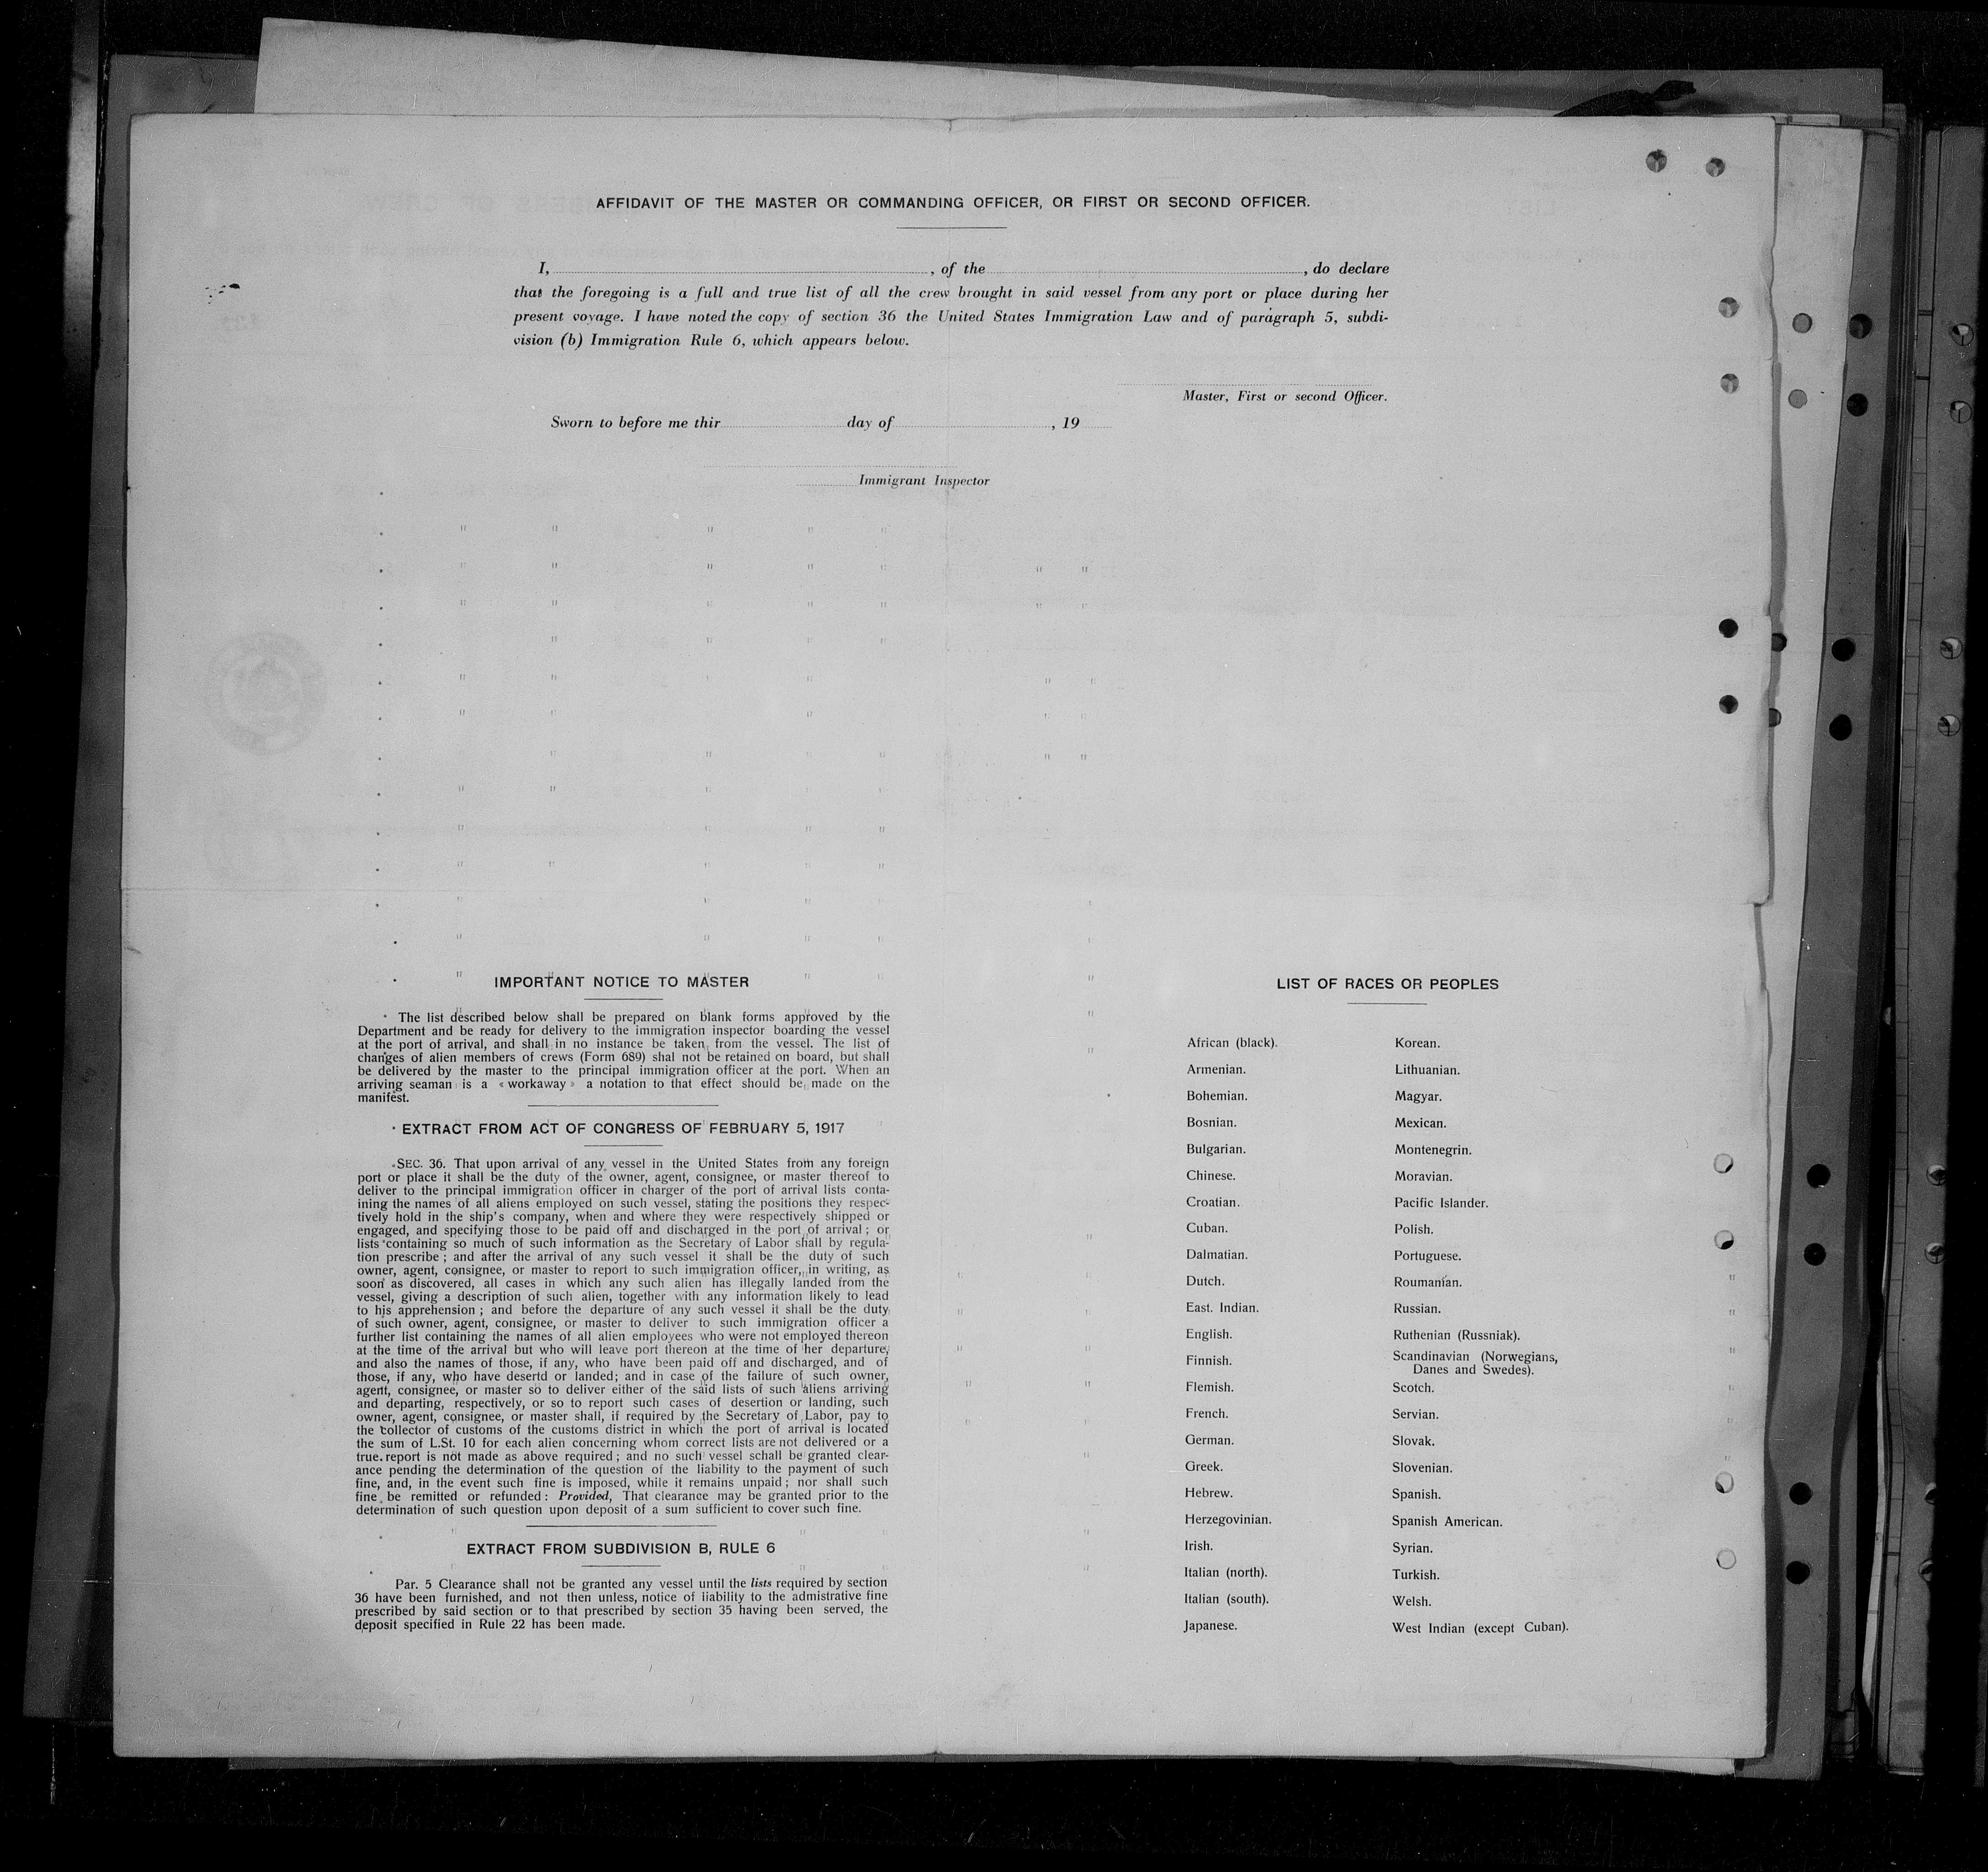 AFFIDAVIT OF THE MASTER OR COMMANDING OFFICER, OR FIRST OR SECOND OFFICER.
I, , of the , do declare
that the foregoing is a full and true list of all the crew brought in said vessel from any port or place during her
present voyage. I have noted the copy of section 36 the United States Immigration Law and of paragraph 5, subdi-
vision (b) Immigration Rule 6, which appears below.
Master, First or second Officer.
Sworn to before me thir day of , 19
Immigrant Inspector
IMPORTANT NOTICE TO MASTER
The list described below shall be prepared on blank forms approved by the
Department and be ready for delivery to the immigration inspector boarding the vessel
at the port of arrival, and shall in no instance be taken from the vessel. The list of
changes of alien members of crews (Form 689) shal not be retained on board, but shall
be delivered by the master to the principal immigration officer at the port. When an
arriving seaman is a « workaway » a notation to that effect should be made on the
manifest.
EXTRACT FROM ACT OF CONGRESS OF FEBRUARY 5, 1917
SEC. 36. That upon arrival of any vessel in the United States from any foreign
port or place it shall be the duty of the owner, agent, consignee, or master thereof to
deliver to the principal immigration officer in charger of the port of arrival lists conta-
ining the names of all aliens employed on such vessel, stating the positions they respec-
tively hold in the ship's company, when and where they were respectively shipped or
engaged, and specifying those to be paid off and discharged in the port of arrival ; or
lists containing so much of such information as the Secretary of Labor shall by regula-
tion prescribe ; and after the arrival of any such vessel it shall be the duty of such
owner, agent, consignee, or master to report to such immigration officer, in writing, as
soon as discovered, all cases in which any such alien has illegally landed from the
vessel, giving a description of such alien, together with any information likely to lead
to his apprehension ; and before the departure of any such vessel it shall be the duty
of such owner, agent, consignee, or master to deliver to such immigration officer a
further list containing the names of all alien employees who were not employed thereon
at the time of the arrival but who will leave port thereon at the time of her departure,
and also the names of those, if any, who have been paid off and discharged, and of
those, if any, who have desertd or landed; and in case of the failure of such owner,
agent, consignee, or master so to deliver either of the said lists of such aliens arriving
and departing, respectively, or so to report such cases of desertion or landing, such
owner, agent, consignee, or master shall, if required by the Secretary of Labor, pay to
the collector of customs of the customs district in which the port of arrival is located
the sum of L.St. 10 for each alien concerning whom correct lists are not delivered or a
true report is not made as above required ; and no such vessel schall be granted clear-
ance pending the determination of the question of the liability to the payment of such
fine, and, in the event such fine is imposed, while it remains unpaid ; nor shall such
fine be remitted or refunded : Provided, That clearance may be granted prior to the
determination of such question upon deposit of a sum sufficient to cover such fine.
EXTRACT FROM SUBDIVISION B, RULE 6
Par. 5 Clearance shall not be granted any vessel until the lists required by section
36 have been furnished, and not then unless, notice of liability to the admistrative fine
prescribed by said section or to that prescribed by section 35 having been served, the
deposit specified in Rule 22 has been made.
LIST OF RACES OR PEOPLES
African (black).
Armenian.
Bohemian.
Bosnian.
Bulgarian.
Chinese.
Croatian.
Cuban.
Dalmatian.
Dutch.
East. Indian.
English.
Finnish.
Flemish.
French.
German.
Greek.
Hebrew.
Herzegovinian.
Irish.
Italian (north).
Italian (south).
Japanese.
Korean.
Lithuanian.
Magyar.
Mexican.
Montenegrin.
Moravian.
Pacific Islander.
Polish.
Portuguese.
Roumanian.
Russian.
Ruthenian (Russniak).
Scandinavian (Norwegians,
Danes and Swedes).
Scotch.
Servian.
Slovak.
Slovenian.
Spanish.
Spanish American.
Syrian.
Turkish.
Welsh.
West Indian (except Cuban).